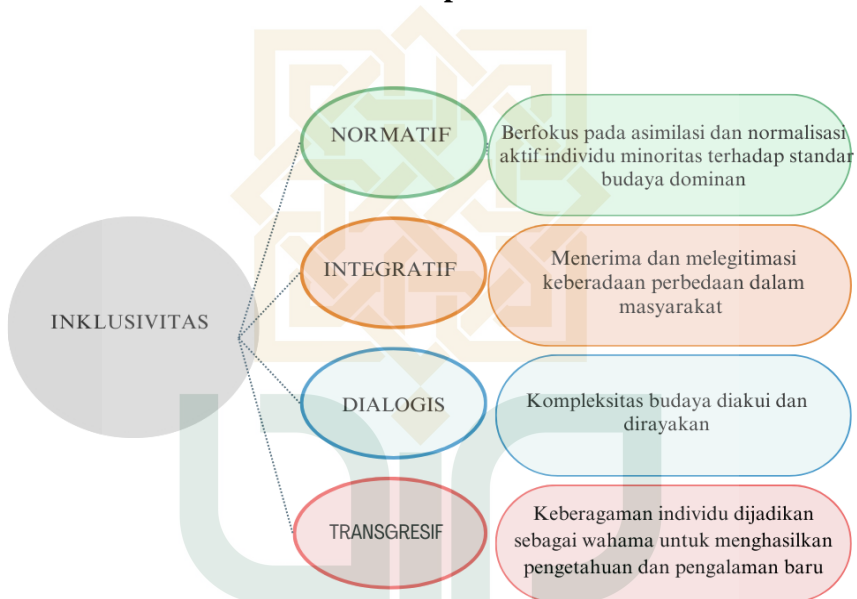 INKLUSIVITAS
NORMATIF
Berfokus pada asimilasi dan normalisasi
aktif individu minoritas terhadap standar
budaya dominan
INTEGRATIF
Menerima dan melegitimasi
keberadaan perbedaan dalam
masyarakat
DIALOGIS
Kompleksitas budaya diakui dan
dirayakan
TRANSGRESIF
Keberagaman individu dijadikan
sebagai wahama untuk menghasilkan
pengetahuan dan pengalaman baru